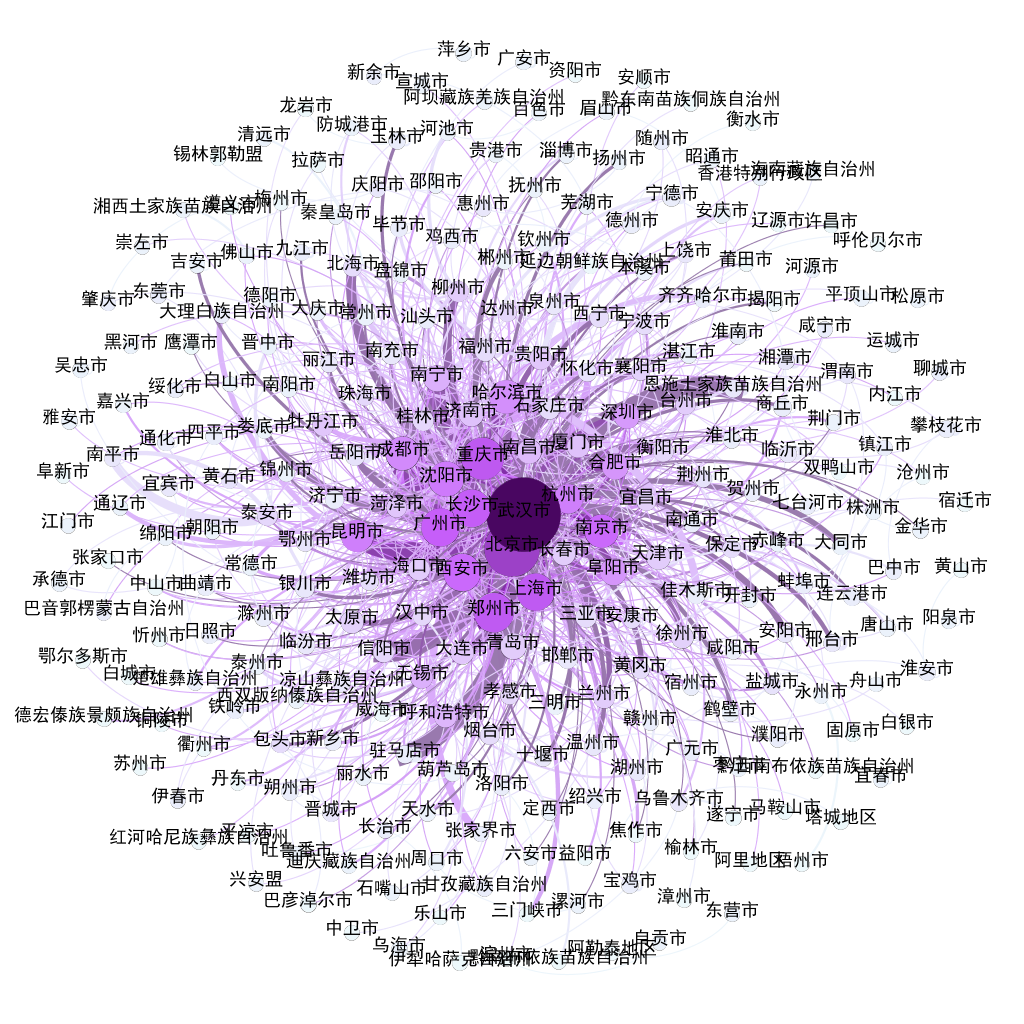 萍乡市
广安市
新余市
宣城市
资阳市
安顺市
阿坝藏族羌族自治州
百色市
眉山市
黔东南苗族侗族自治州
龙岩市
防城港市
玉林市
河池市
衡水市
清远市
随州市
锡林郭勒盟
拉萨市
贵港市
淄博市
扬州市
昭通市
香港特别行政区
海南藏族自治州
庆阳市
邵阳市
抚州市
宁德市
湘西土家族苗族自治州
遵义市
梅州市
秦皇岛市
惠州市
芜湖市
安庆市
毕节市
德州市
辽源市
许昌市
崇左市
佛山市
九江市
鸡西市
钦州市
呼伦贝尔市
吉安市
北海市
盘锦市
郴州市
延边朝鲜族自治州
本溪市
上饶市
莆田市
河源市
肇庆市
东莞市
德阳市
柳州市
齐齐哈尔市
揭阳市
平顶山市
松原市
大理白族自治州
大庆市
常州市
汕头市
达州市
泉州市
西宁市
宁波市
咸宁市
黑河市
鹰潭市
晋中市
淮南市
运城市
丽江市
南充市
福州市
贵阳市
怀化市
襄阳市
湛江市
湘潭市
吴忠市
渭南市
聊城市
绥化市
白山市
南阳市
珠海市
南宁市
哈尔滨市
恩施土家族苗族自治州
内江市
嘉兴市
石家庄市
台州市
商丘市
雅安市
娄底市
牡丹江市
桂林市
济南市
深圳市
荆门市
攀枝花市
通化市
四平市
南平市
岳阳市
成都市
重庆市
南昌市
厦门市
衡阳市
淮北市
临沂市
镇江市
阜新市
宜宾市
黄石市
锦州市
沈阳市
合肥市
荆州市
双鸭山市
沧州市
通辽市
济宁市
菏泽市
长沙市
杭州市
宜昌市
贺州市
七台河市
株洲市
宿迁市
江门市
绵阳市
朝阳市
泰安市
昆明市
广州市
武汉市
南京市
南通市
金华市
张家口市
鄂州市
北京市
长春市
天津市
保定市
赤峰市
大同市
承德市
中山市
曲靖市
常德市
银川市
潍坊市
海口市
西安市
阜阳市
巴中市
黄山市
佳木斯市
蚌埠市
巴音郭楞蒙古自治州
滁州市
上海市
开封市
连云港市
太原市
汉中市
郑州市
三亚市
安康市
阳泉市
忻州市
日照市
临汾市
徐州市
安阳市
唐山市
鄂尔多斯市
信阳市
大连市
青岛市
邯郸市
咸阳市
邢台市
泰州市
黄冈市
白城市
楚雄彝族自治州
凉山彝族自治州
无锡市
宿州市
盐城市
舟山市
淮安市
西双版纳傣族自治州
孝感市
三明市
兰州市
永州市
德宏傣族景颇族自治州
铜陵市
铁岭市
威海市
呼和浩特市
赣州市
鹤壁市
白银市
衢州市
包头市
新乡市
烟台市
濮阳市
固原市
苏州市
驻马店市
十堰市
温州市
广元市
枣庄市
黔西南布依族苗族自治州
宜春市
丹东市
朔州市
丽水市
葫芦岛市
洛阳市
湖州市
伊春市
晋城市
天水市
定西市
绍兴市
乌鲁木齐市
马鞍山市
遂宁市
塔城地区
红河哈尼族彝族自治州
平凉市
长治市
张家界市
焦作市
吐鲁番市
迪庆藏族自治州
周口市
六安市
益阳市
榆林市
阿里地区
梧州市
兴安盟
石嘴山市
甘孜藏族自治州
宝鸡市
巴彦淖尔市
乐山市
三门峡市
漯河市
漳州市
东营市
中卫市
乌海市
自贡市
阿勒泰地区
滨州市